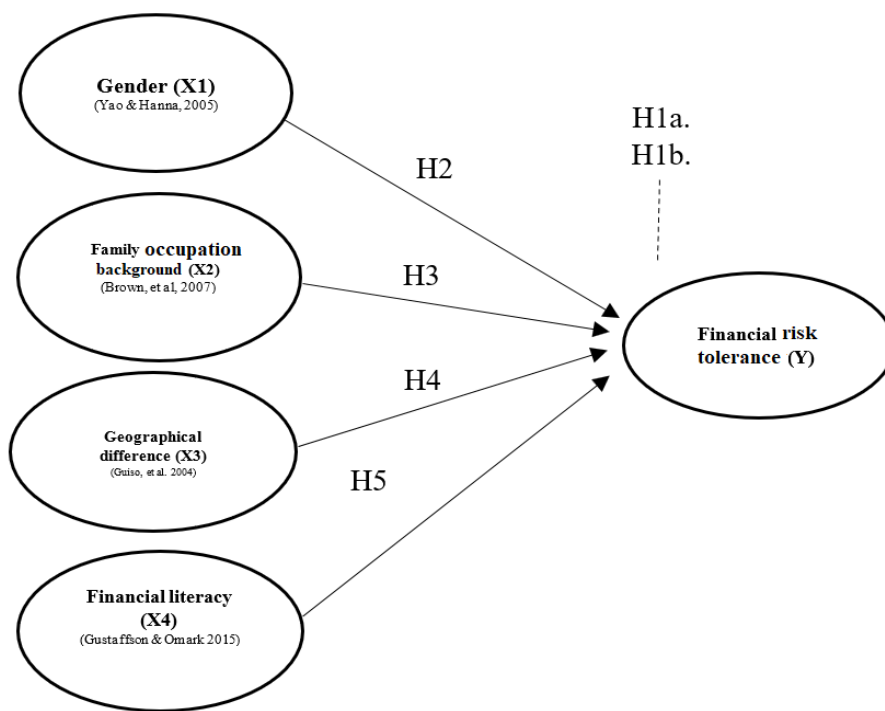 Gender (X1)
(Yao & Hanna, 2005)
H1a.
H1b.
H2
Family occupation
background (X2)
(Brown, et al, 2007)
H3
Financial risk
tolerance (Y)
H4
Geographical
difference (X3)
(Guiso, et al. 2004)
H5
Financial literacy
(X4)
(Gustaffson & Omark 2015)